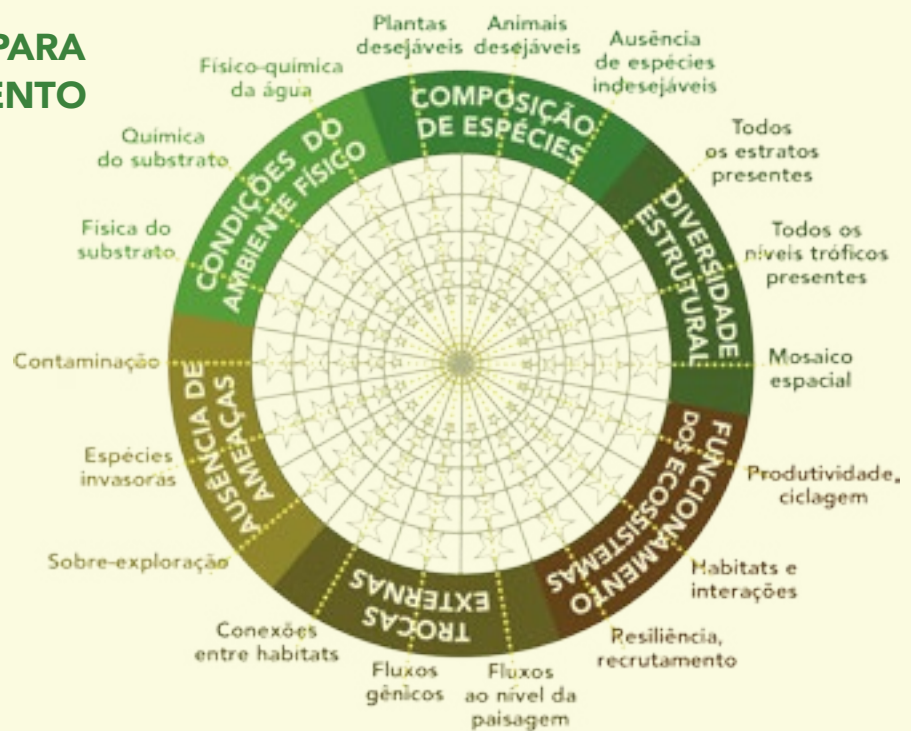 PARA
ENTO
Plantas
desejáveis
Animais
desejáveis
Ausência
de espécies
indesejáveis
Todos
os estratos
presentes
Todos os
níveis tróficos
presentes
Mosaico
espacial
Produtividade,
ciclagem
Habitats e
interações
Resiliência,
recrutamento
Fluxos
ao nível da
paisagem
Fluxos
gênicos
Conexões
entre habitats
Sobre-exploração
Espécies
invasoras
Contaminação
Física do
substrato
Química
do substrato
Físico-química
da água
COMPOSIÇÃO
DE ESPÉCIES
DIVERSIDADE
ESTRUTURAL
FUNCIONAMENTO
DOS ECOSSISTEMAS
TROCAS
EXTERNAS
AUSÊNCIA DE
AMEAÇAS
CONDIÇÕES DO
AMBIENTE FÍSICO